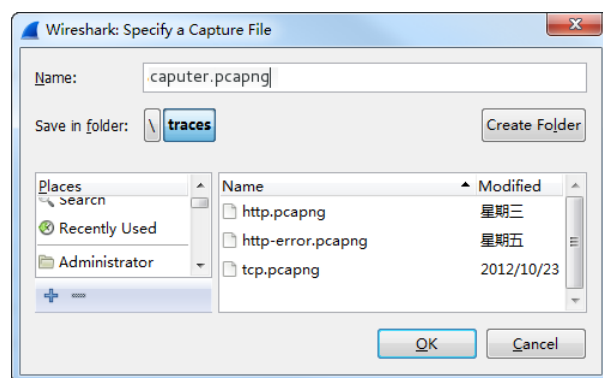 Wireshark: Specify a Capture File
Name: caputer.pcapng
Save in folder: \ traces Create Folder
Places Name Modified
Search
http.pcapng 星期三
Recently Used
http-error.pcapng 星期五
Administrator
tcp.pcapng 2012/10/23
OK Cancel